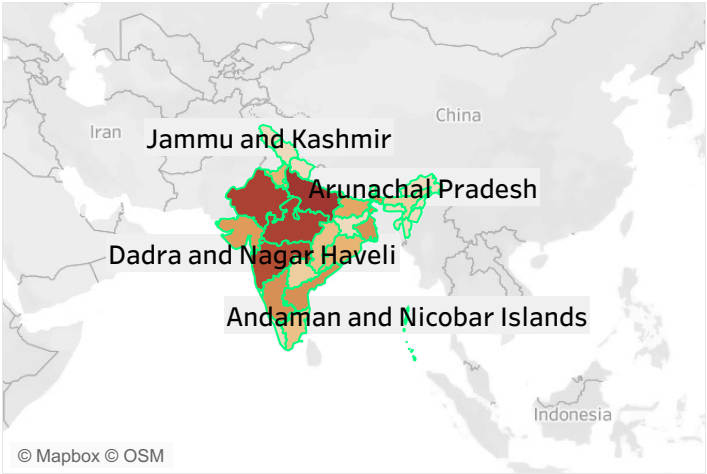 China
Iran
Jammu and Kashmir
Arunachal Pradesh
Dadra and Nagar Haveli
Andaman and Nicobar Islands
Indonesia
© Mapbox © OSM